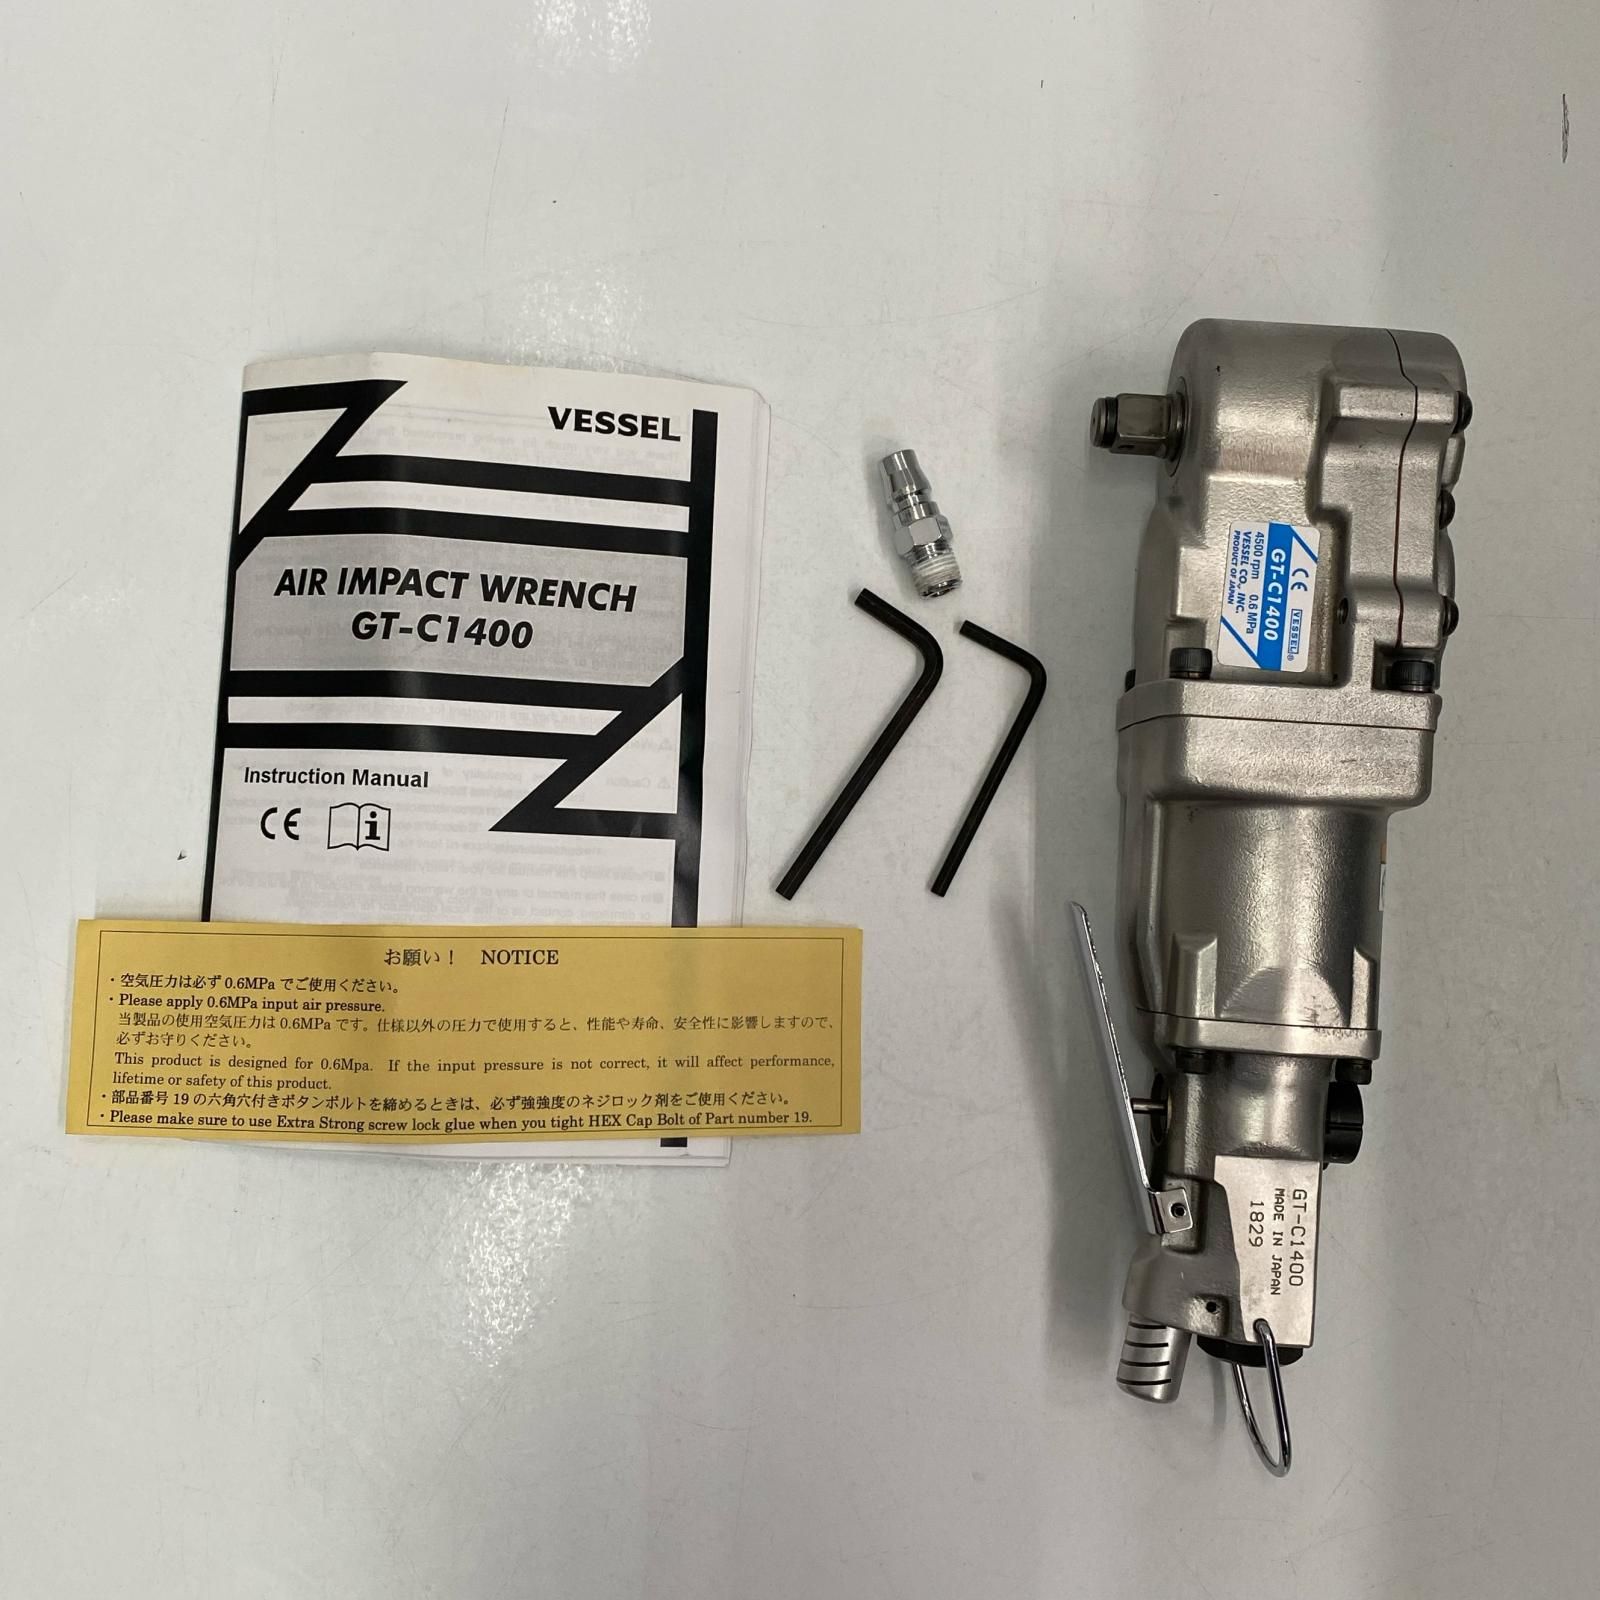 VESSEL
AIR IMPACT WRENCH
GT-C1400
Instruction Manual
CE
i
お願い！ NOTICE
・空気圧力は必ず0.6MPaでご使用ください。
・Please apply 0.6MPa input air pressure.
当製品の使用空気圧力は0.6MPaです。仕様以外の圧力で使用すると、性能や寿命、安全性に影響しますので、
必ずお守りください。
This product is designed for 0.6Mpa. If the input pressure is not correct, it will affect performance,
lifetime or safety of this product.
・部品番号19の六角穴付きボタンボルトを締めるときは、必ず強強度のネジロック剤をご使用ください。
・Please make sure to use Extra Strong screw lock glue when you tight HEX Cap Bolt of Part number 19.
CE VESSEL®
GT-C1400
4500 rpm 0.6 MPa
VESSEL CO., INC.
PRODUCT OF JAPAN
GT-C1400
MADE IN JAPAN
1829